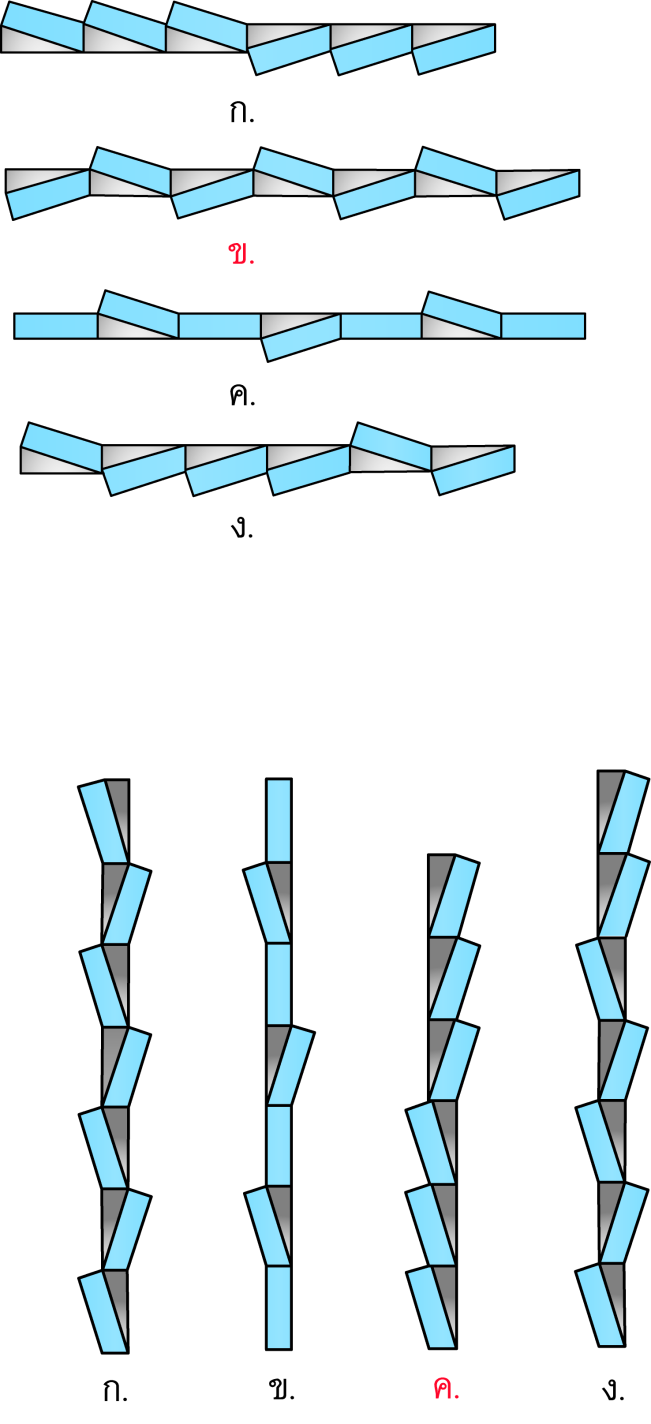 ก.
ข.
ค.
ง.
ก. ข. ค. ง.